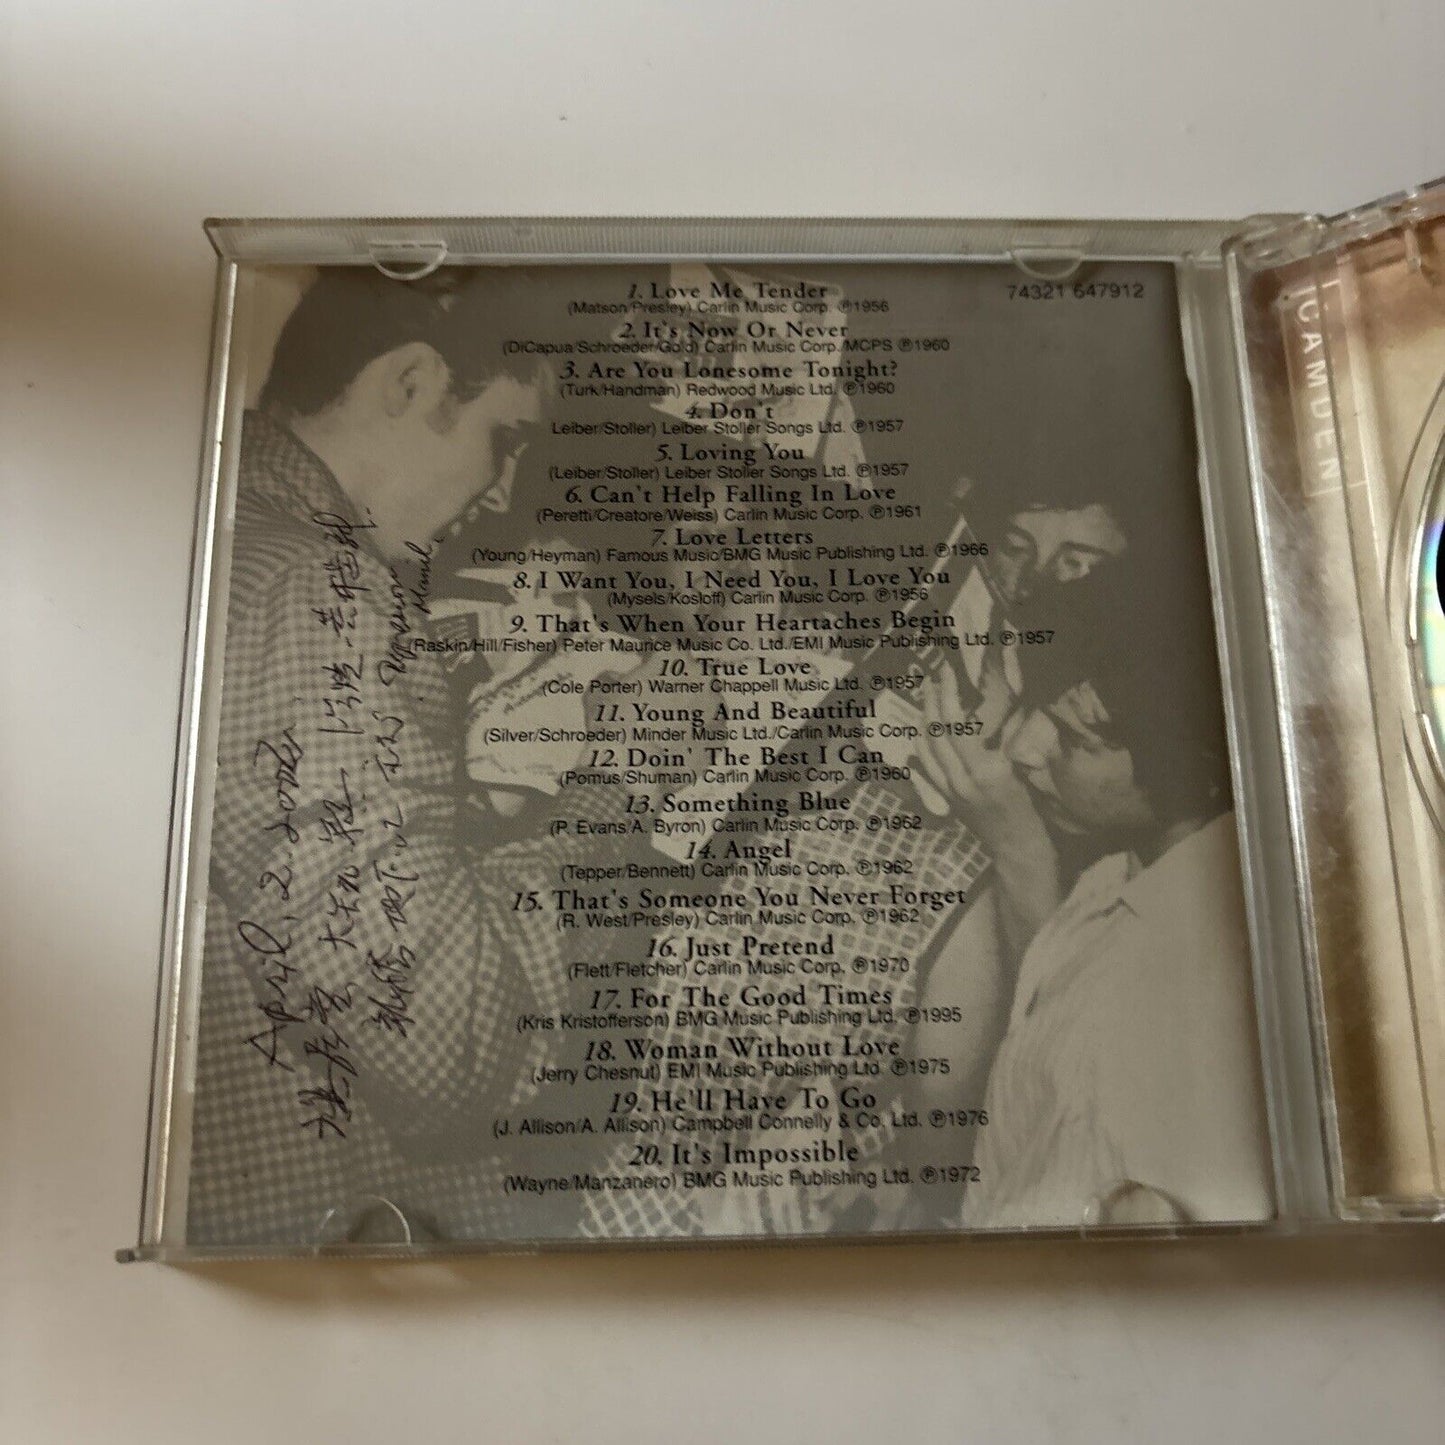 1. Love Me Tender
74321 647912
(Matson/Presley) Carlin Music Corp. ℗1956
2. It's Now Or Never
(DiCapua/Schroeder/Gold) Carlin Music Corp./MCPS ℗1960
3. Are You Lonesome Tonight?
(Turk/Handman) Redwood Music Ltd. ℗1960
4. Don't
Leiber/Stoller) Leiber Stoller Songs Ltd. ℗1957
5. Loving You
(Leiber/Stoller) Leiber Stoller Songs Ltd. ℗1957
6. Can't Help Falling In Love
(Peretti/Creatore/Weiss) Carlin Music Corp. ℗1961
7. Love Letters
(Young/Heyman) Famous Music/BMG Music Publishing Ltd. ℗1966
8. I Want You, I Need You, I Love You
(Mysels/Kosloff) Carlin Music Corp. ℗1956
9. That's When Your Heartaches Begin
(Raskin/Hill/Fisher) Peter Maurice Music Co. Ltd./EMI Music Publishing Ltd. ℗1957
10. True Love
(Cole Porter) Warner Chappell Music Ltd. ℗1957
11. Young And Beautiful
(Silver/Schroeder) Minder Music Ltd./Carlin Music Corp. ℗1957
12. Doin' The Best I Can
(Pomus/Shuman) Carlin Music Corp. ℗1960
13. Something Blue
(P. Evans/A. Byron) Carlin Music Corp. ℗1962
14. Angel
(Tepper/Bennett) Carlin Music Corp. ℗1962
15. That's Someone You Never Forget
(R. West/Presley) Carlin Music Corp. ℗1962
16. Just Pretend
(Flett/Fletcher) Carlin Music Corp. ℗1970
17. For The Good Times
(Kris Kristofferson) BMG Music Publishing Ltd. ℗1995
18. Woman Without Love
(Jerry Chesnut) EMI Music Publishing Ltd. ℗1975
19. He'll Have To Go
(J. Allison/A. Allison) Campbell Connelly & Co. Ltd. ℗1976
20. It's Impossible
(Wayne/Manzanero) BMG Music Publishing Ltd. ℗1972
April, 2.
CAMDEN